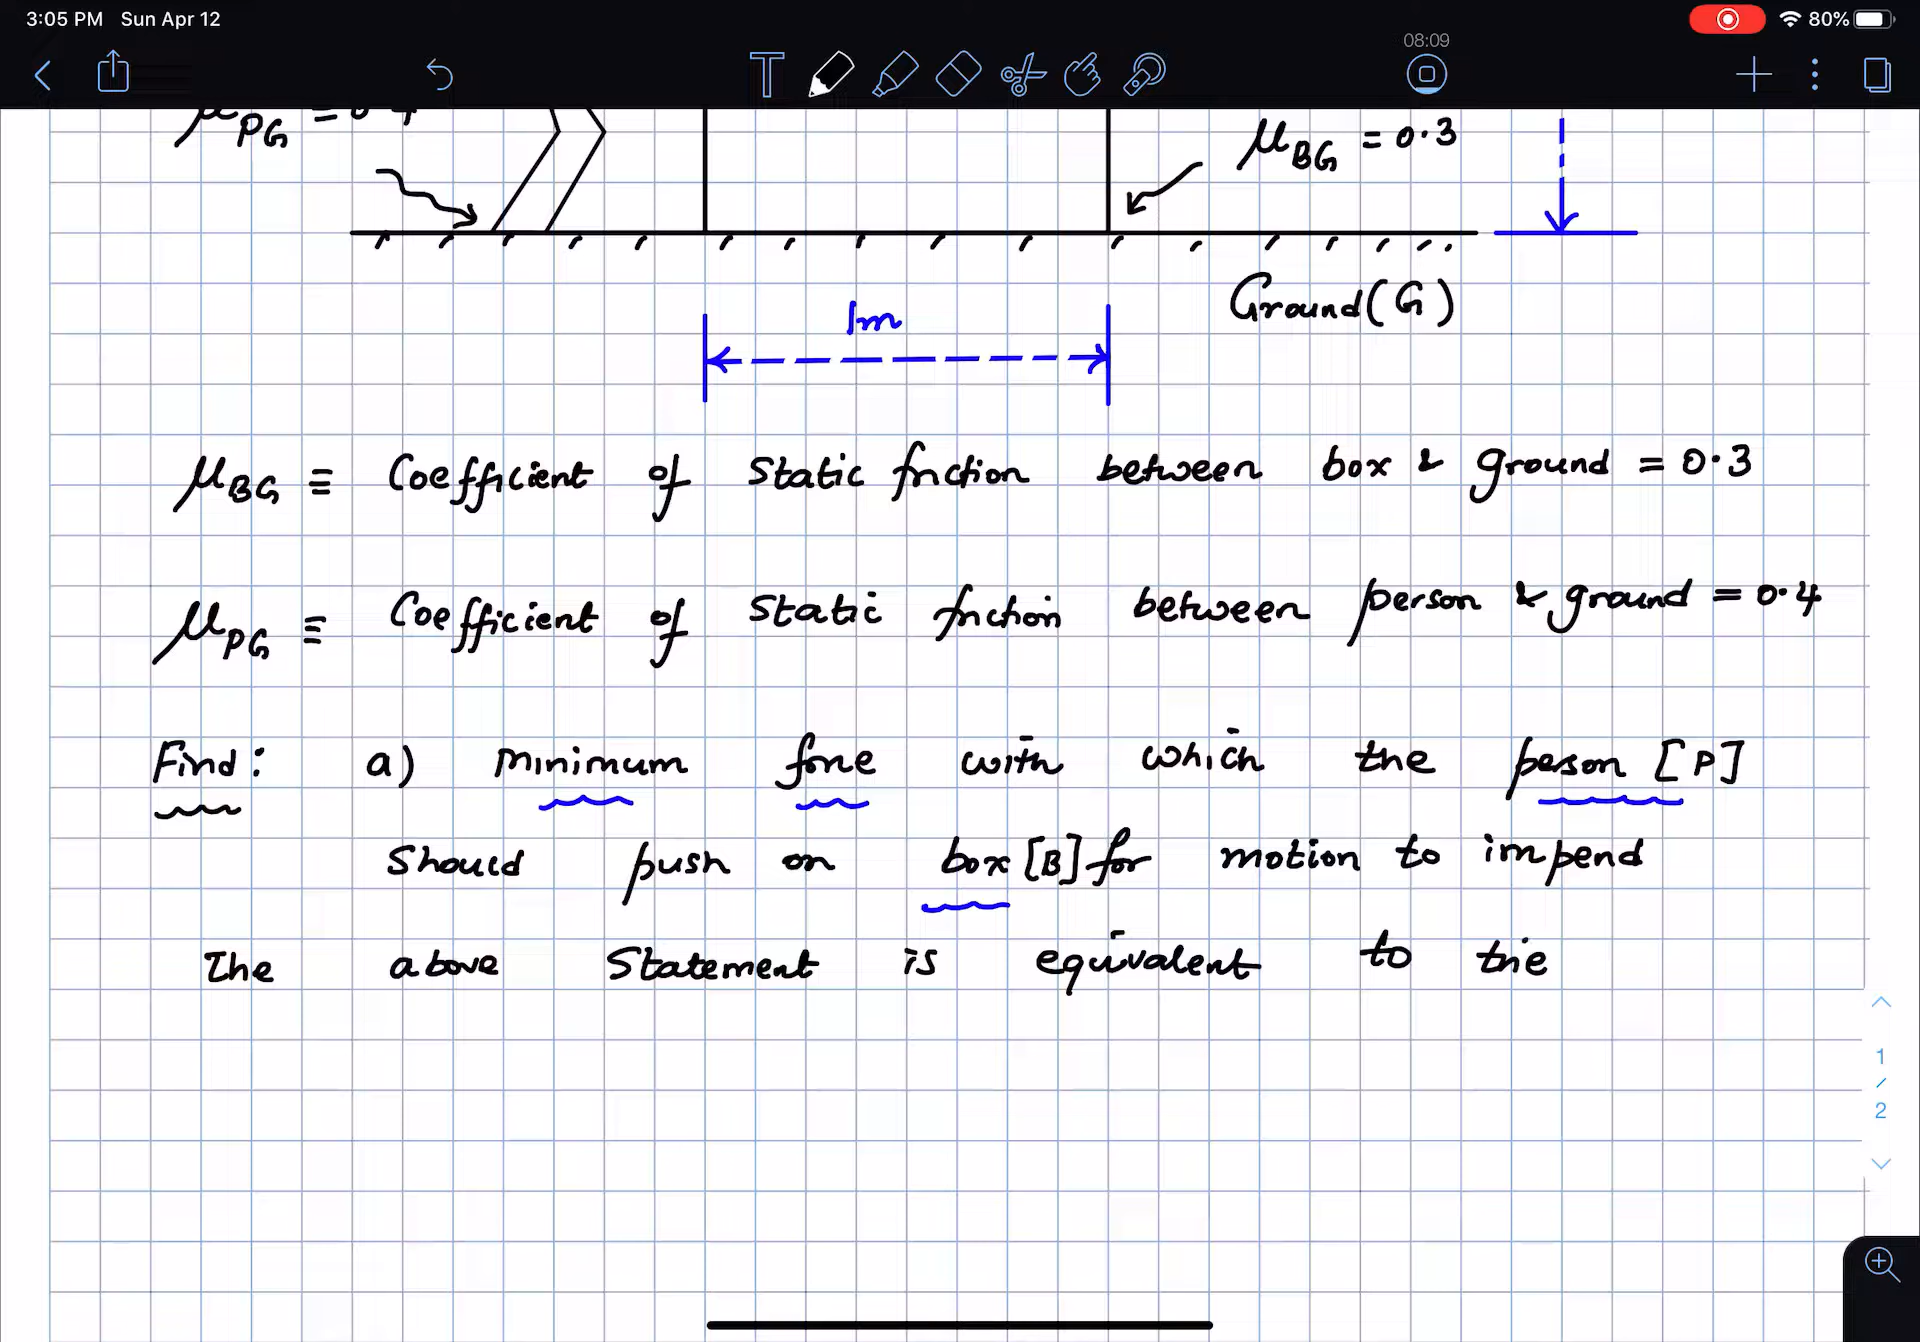 3:05 PM Sun Apr 12
80%
08:09
T
μPG = 0.4
μBG = 0.3
Ground(G)
1m
μBG ≡ Coefficient of Static friction between box & ground = 0.3
μPG ≡ Coefficient of Static friction between person & ground = 0.4
Find: a) Minimum force with which the person [P]
Should push on box [B] for motion to impend
The above Statement is equivalent to the
1
/
2